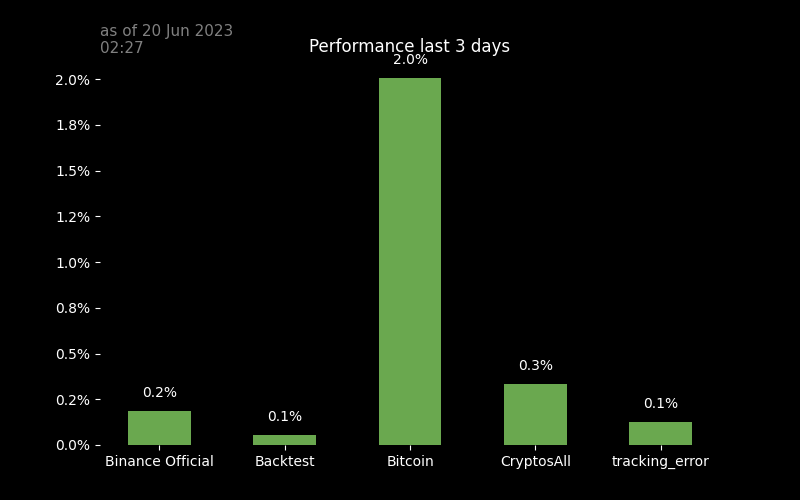 as of 20 Jun 2023
02:27
Performance last 3 days
2.0%
2.0%
1.8%
1.5%
1.2%
1.0%
0.8%
0.5%
0.2%
0.0%
0.2%
0.1%
0.3%
0.1%
Binance Official
Backtest
Bitcoin
CryptosAll
tracking_error